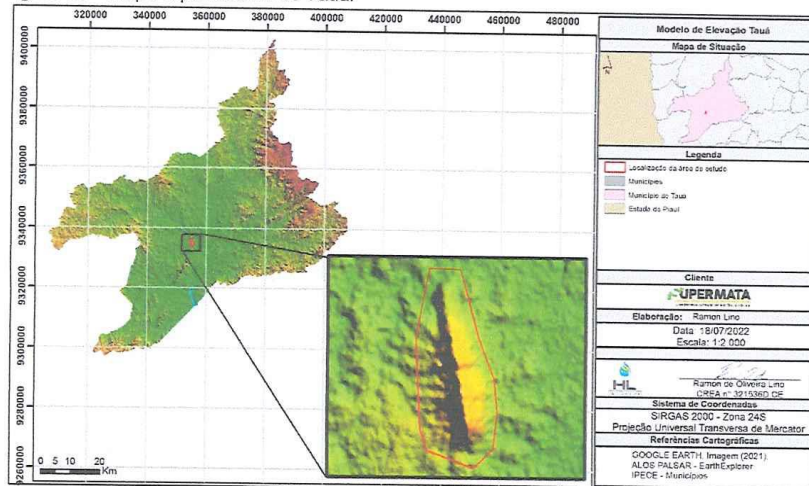 320000 340000 360000 380000 400000 420000 440000 460000 480000
9400000
9380000
9360000
9340000
9320000
9300000
9280000
9260000
0 5 10 20
Km
Modelo de Elevação Tauá
Mapa de Situação
N
Legenda
Localização da área de estudo
Municípios
Município de Tauá
Estado do Piauí
Cliente
UPERMATA
Elaboração: Ramon Lino
Data: 18/07/2022
Escala: 1:2.000
HL
Ramon de Oliveira Lino
CREA n° 321536D CE
Sistema de Coordenadas
SIRGAS 2000 - Zona 24S
Projeção Universal Transversa de Mercator
Referências Cartográficas
GOOGLE EARTH, Imagem (2021).
ALOS PALSAR - EarthExplorer
IPECE - Municípios